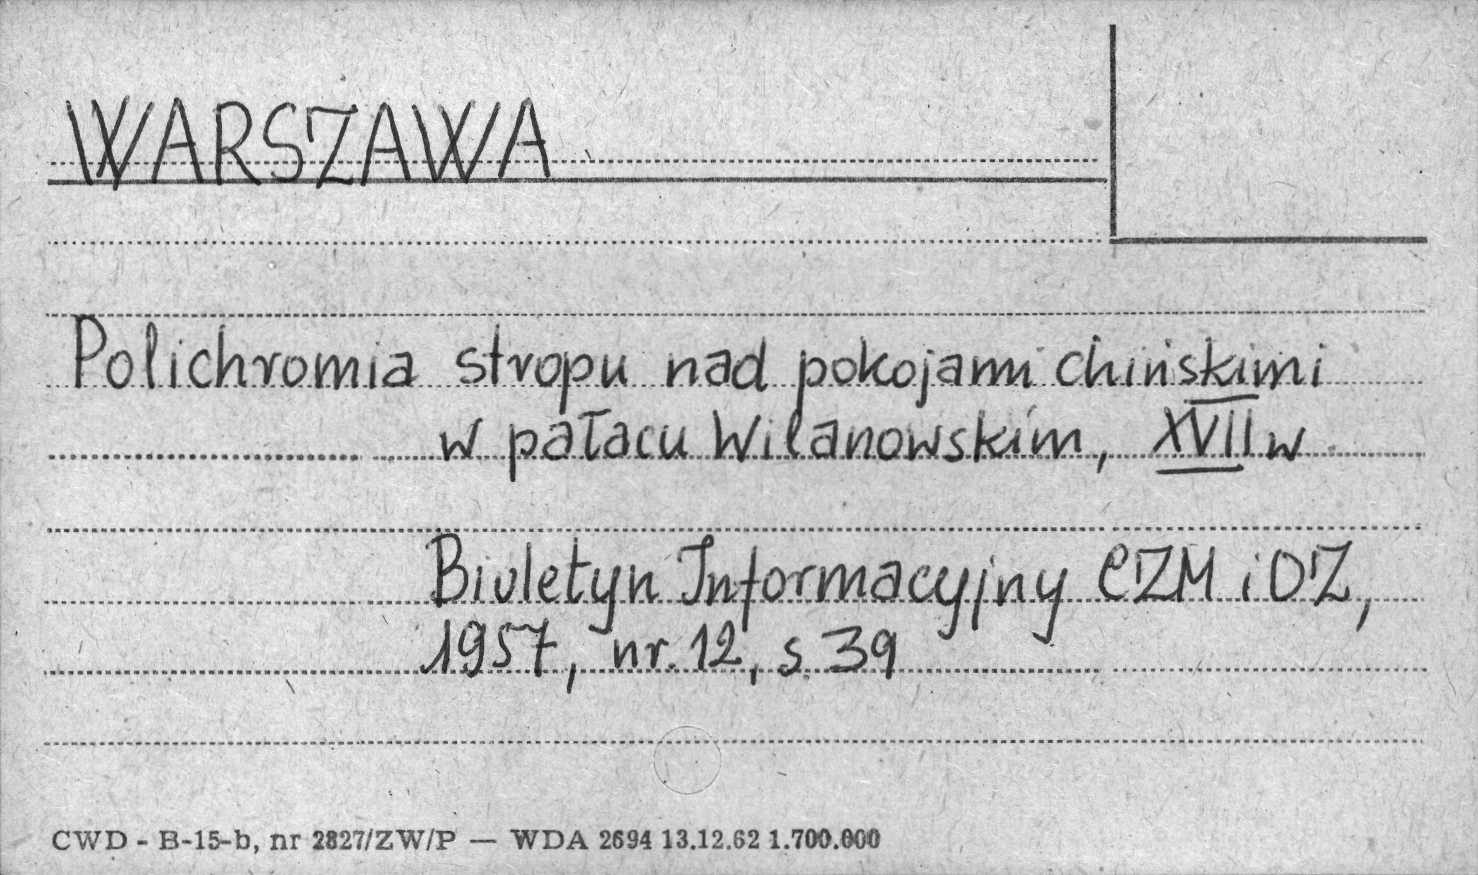 WARSZAWA
Polichromia stropu nad pokojami chińskimi
w pałacu Wilanowskim, XVII w
Biuletyn Informacyjny CZM i OZ,
1957, nr. 12, s. 39
CWD - B-15-b, nr 2827/ZW/P — WDA 2694 13.12.62 1.700.000